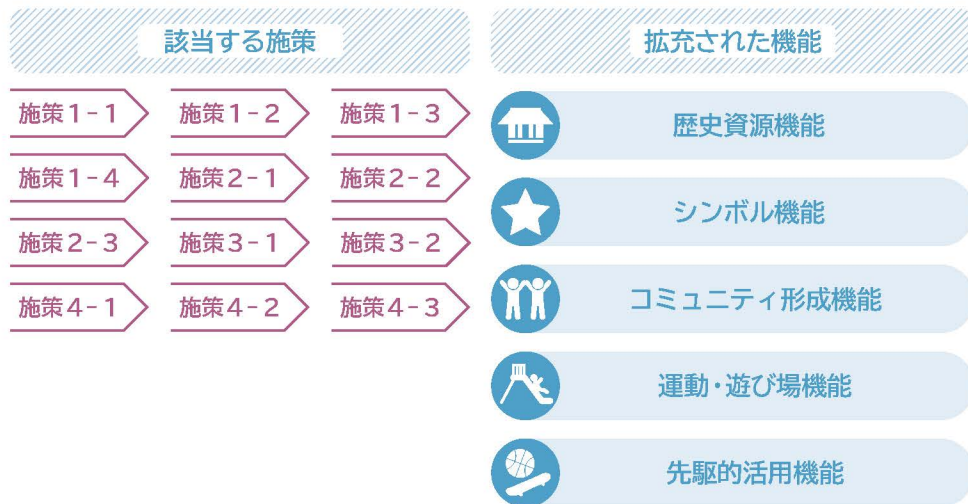 該当する施策
施策1-1
施策1-2
施策1-3
施策1-4
施策2-1
施策2-2
施策2-3
施策3-1
施策3-2
施策4-1
施策4-2
施策4-3
拡充された機能
歴史資源機能
シンボル機能
コミュニティ形成機能
運動・遊び場機能
先駆的活用機能